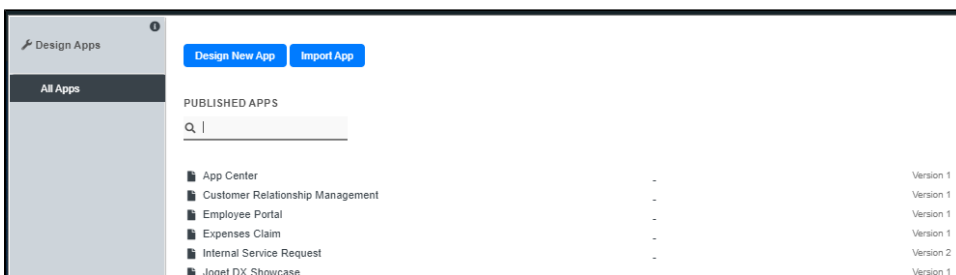 Design Apps
All Apps
Design New App Import App
PUBLISHED APPS
App Center - Version 1
Customer Relationship Management - Version 1
Employee Portal - Version 1
Expenses Claim - Version 1
Internal Service Request - Version 2
Joget DX Showcase Version 1